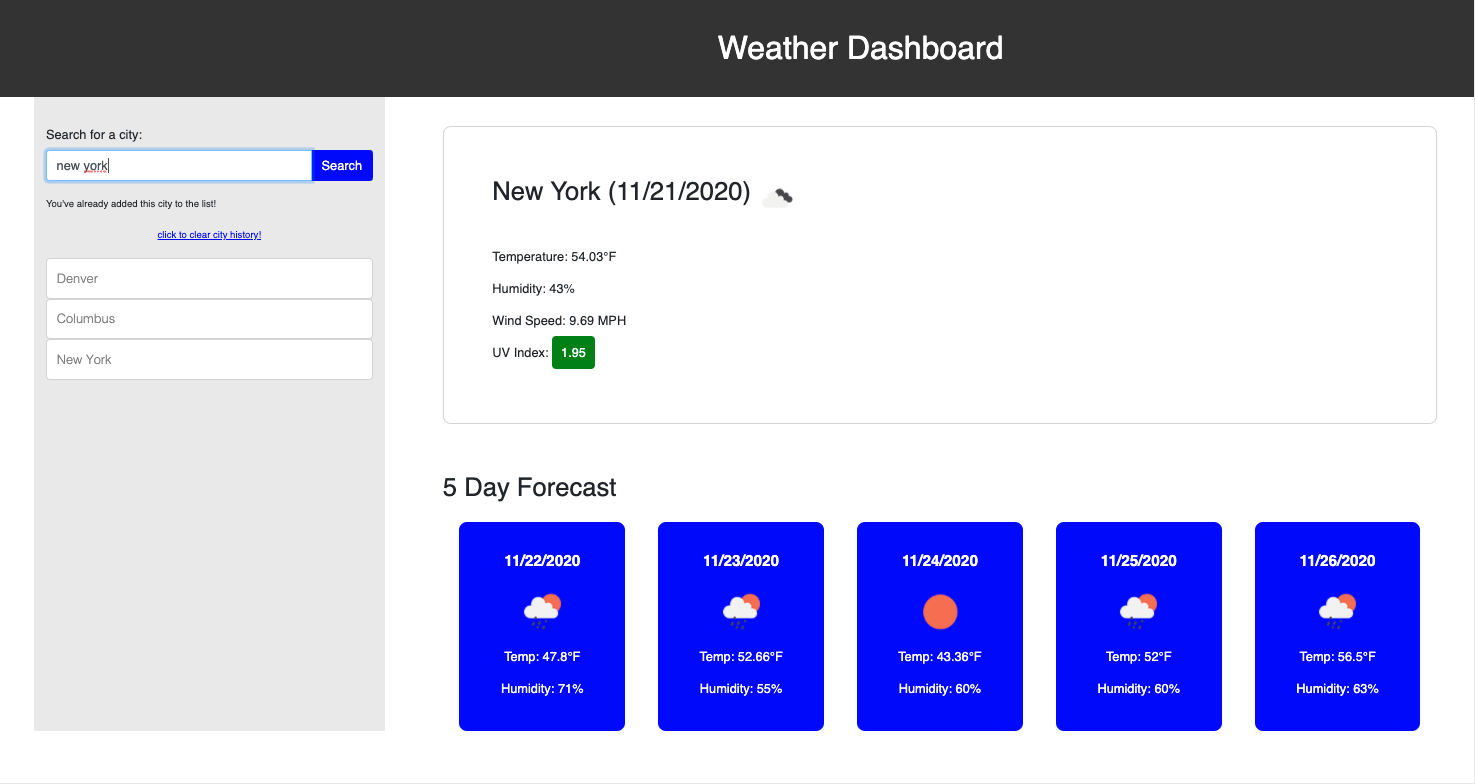 Weather Dashboard
Search for a city:
new york
Search
You've already added this city to the list!
click to clear city history!
Denver
Columbus
New York
New York (11/21/2020)
Temperature: 54.03°F
Humidity: 43%
Wind Speed: 9.69 MPH
UV Index: 1.95
5 Day Forecast
11/22/2020
Temp: 47.8°F
Humidity: 71%
11/23/2020
Temp: 52.66°F
Humidity: 55%
11/24/2020
Temp: 43.36°F
Humidity: 60%
11/25/2020
Temp: 52°F
Humidity: 60%
11/26/2020
Temp: 56.5°F
Humidity: 63%